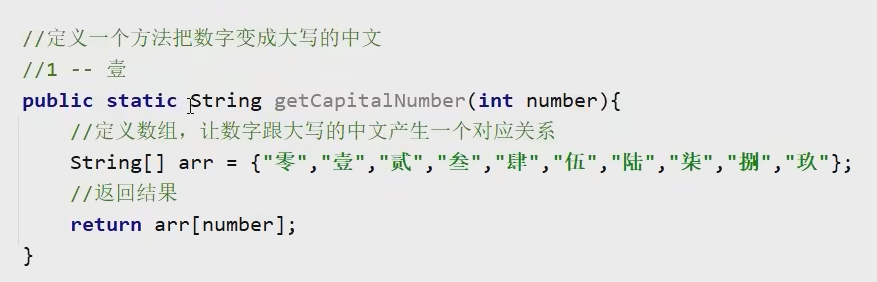 //定义一个方法把数字变成大写的中文
//1 -- 壹
public static String getCapitalNumber(int number){
    //定义数组，让数字跟大写的中文产生一个对应关系
    String[] arr = {"零","壹","贰","叁","肆","伍","陆","柒","捌","玖"};
    //返回结果
    return arr[number];
}